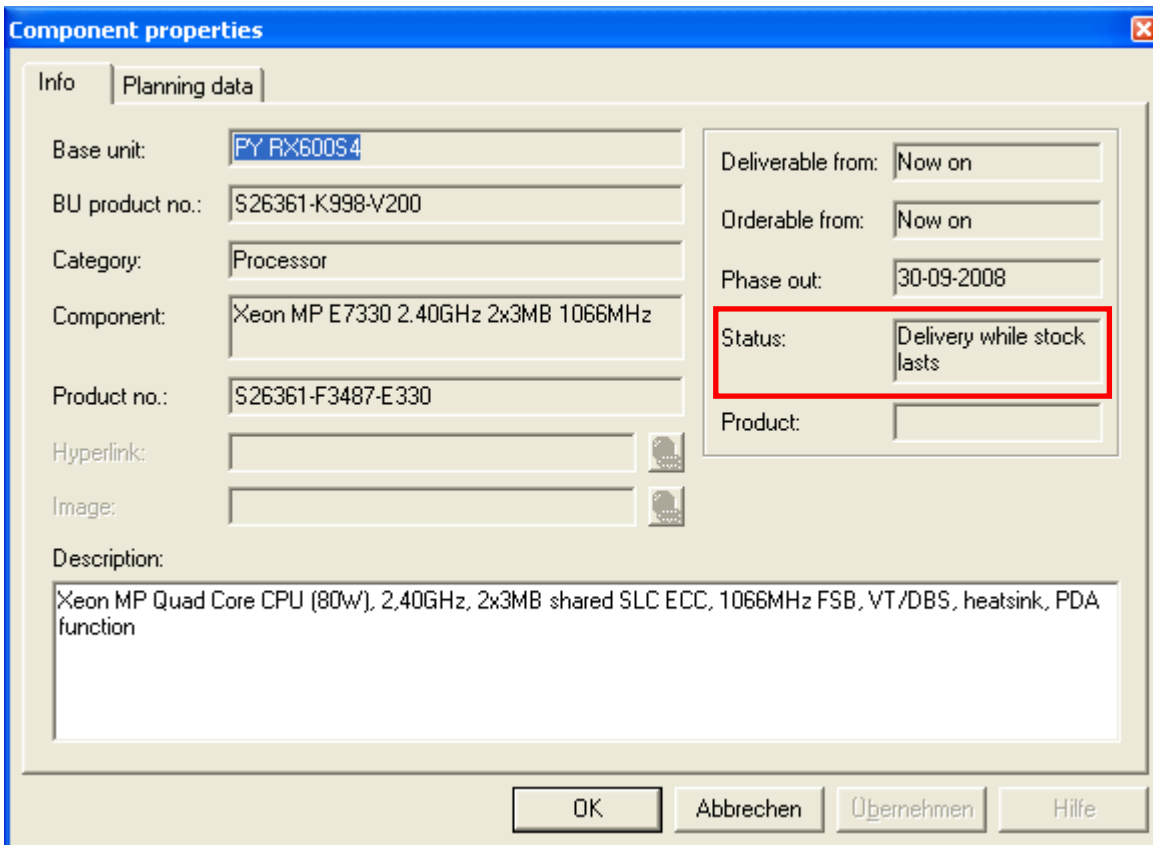 Component properties
Info
Planning data
Base unit:
PY RX600S4
BU product no.:
S26361-K998-V200
Category:
Processor
Component:
Xeon MP E7330 2.40GHz 2x3MB 1066MHz
Product no.:
S26361-F3487-E330
Hyperlink:
Image:
Deliverable from:
Now on
Orderable from:
Now on
Phase out:
30-09-2008
Status:
Delivery while stock
lasts
Product:
Description:
Xeon MP Quad Core CPU (80W), 2,40GHz, 2x3MB shared SLC ECC, 1066MHz FSB, VT/DBS, heatsink, PDA
function
OK
Abbrechen
Übernehmen
Hilfe